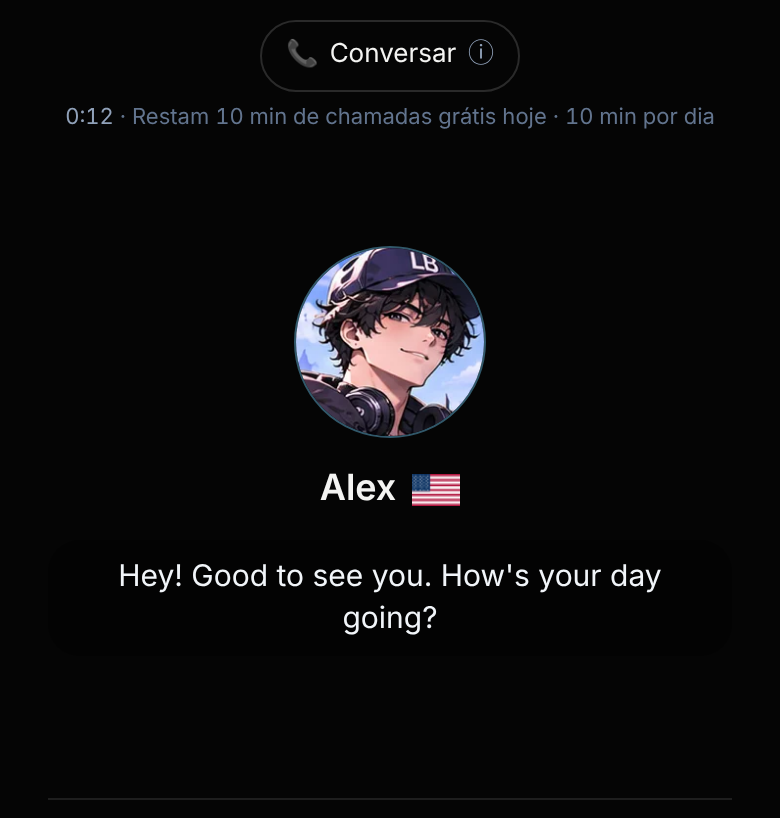 Conversar
0:12 · Restam 10 min de chamadas grátis hoje · 10 min por dia
LB
Alex
Hey! Good to see you. How's your day
going?